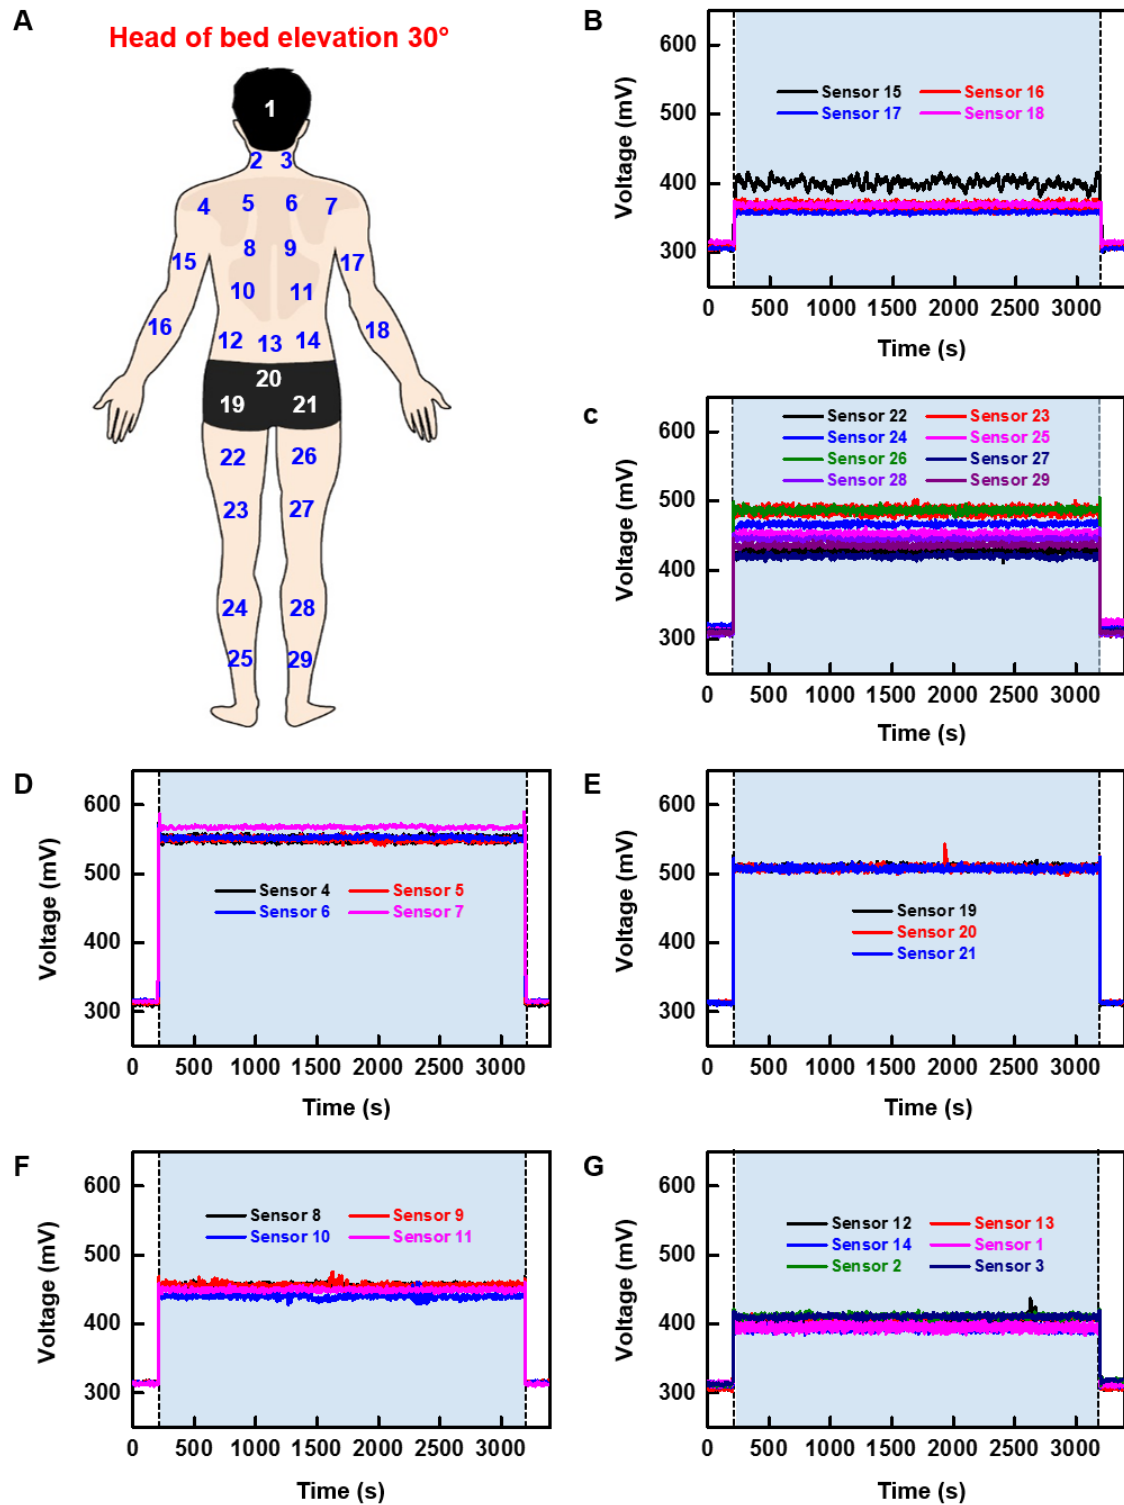 A
Head of bed elevation 30°
1
2 3
4 5 6 7
8 9
15 17
10 11
16 18
12 13 14
20
19 21
22 26
23 27
24 28
25 29
B
600
500
400
300
Voltage (mV)
Sensor 15 Sensor 16
Sensor 17 Sensor 18
0 500 1000 1500 2000 2500 3000
Time (s)
c
600
500
400
300
Voltage (mV)
Sensor 22 Sensor 23
Sensor 24 Sensor 25
Sensor 26 Sensor 27
Sensor 28 Sensor 29
0 500 1000 1500 2000 2500 3000
Time (s)
D
600
500
400
300
Voltage (mV)
Sensor 4 Sensor 5
Sensor 6 Sensor 7
0 500 1000 1500 2000 2500 3000
Time (s)
E
600
500
400
300
Voltage (mV)
Sensor 19
Sensor 20
Sensor 21
0 500 1000 1500 2000 2500 3000
Time (s)
F
600
500
400
300
Voltage (mV)
Sensor 8 Sensor 9
Sensor 10 Sensor 11
0 500 1000 1500 2000 2500 3000
Time (s)
G
600
500
400
300
Voltage (mV)
Sensor 12 Sensor 13
Sensor 14 Sensor 1
Sensor 2 Sensor 3
0 500 1000 1500 2000 2500 3000
Time (s)